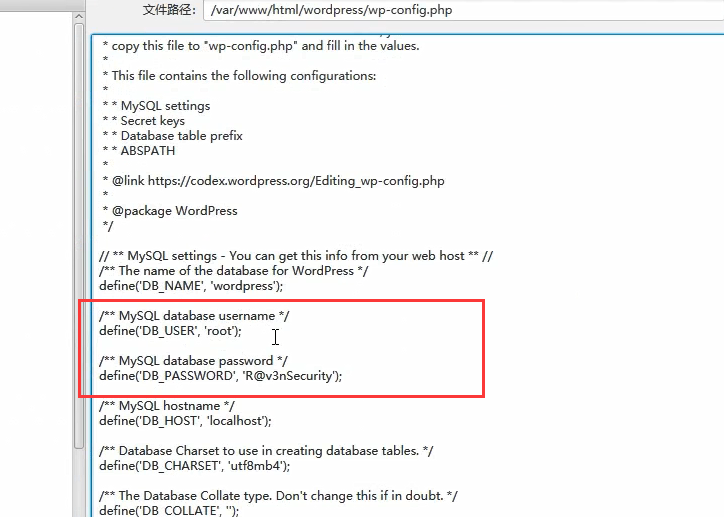 文件路径： /var/www/html/wordpress/wp-config.php
* copy this file to "wp-config.php" and fill in the values.
*
* This file contains the following configurations:
*
* * MySQL settings
* * Secret keys
* * Database table prefix
* * ABSPATH
*
* @link https://codex.wordpress.org/Editing_wp-config.php
*
* @package WordPress
*/
// ** MySQL settings - You can get this info from your web host ** //
/** The name of the database for WordPress */
define('DB_NAME', 'wordpress');
/** MySQL database username */
define('DB_USER', 'root');
/** MySQL database password */
define('DB_PASSWORD', 'R@v3nSecurity');
/** MySQL hostname */
define('DB_HOST', 'localhost');
/** Database Charset to use in creating database tables. */
define('DB_CHARSET', 'utf8mb4');
/** The Database Collate type. Don't change this if in doubt. */
define('DB_COLLATE', '');